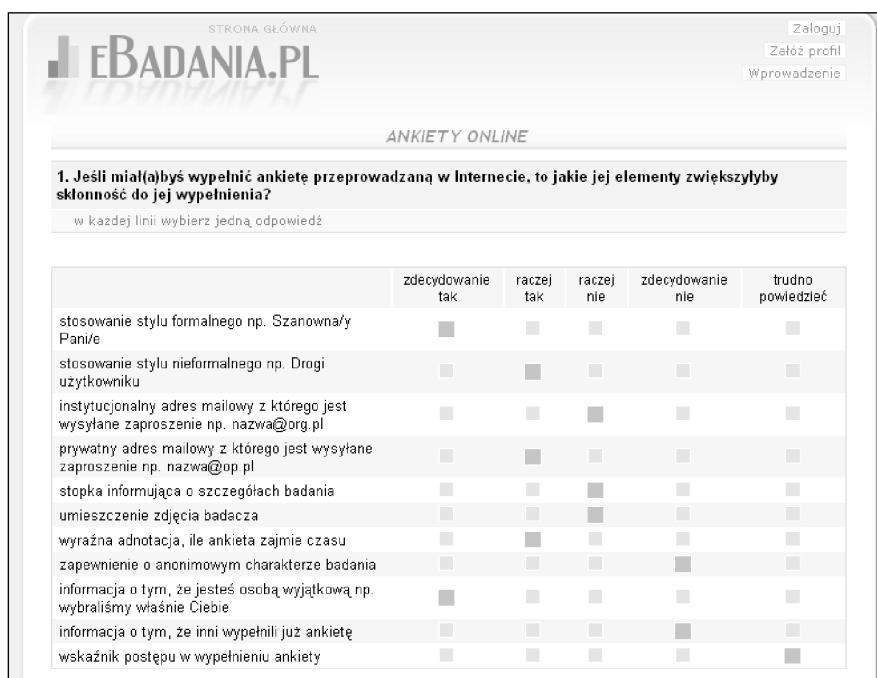 STRONA GŁÓWNA
EBADANIA.PL
Zaloguj
Załóż profil
Wprowadzenie
ANKIETY ONLINE
1. Jeśli miał(a)byś wypełnić ankietę przeprowadzaną w Internecie, to jakie jej elementy zwiększyłyby
skłonność do jej wypełnienia?
w każdej linii wybierz jedną odpowiedź
zdecydowanie
tak
raczej
tak
raczej
nie
zdecydowanie
nie
trudno
powiedzieć
stosowanie stylu formalnego np. Szanowna/y
Pani/e
stosowanie stylu nieformalnego np. Drogi
użytkowniku
instytucjonalny adres mailowy z którego jest
wysyłane zaproszenie np. nazwa@org.pl
prywatny adres mailowy z którego jest wysyłane
zaproszenie np. nazwa@op.pl
stopka informująca o szczegółach badania
umieszczenie zdjęcia badacza
wyraźna adnotacja, ile ankieta zajmie czasu
zapewnienie o anonimowym charakterze badania
informacja o tym, że jesteś osobą wyjątkową np.
wybraliśmy właśnie Ciebie
informacja o tym, że inni wypełnili już ankietę
wskaźnik postępu w wypełnieniu ankiety